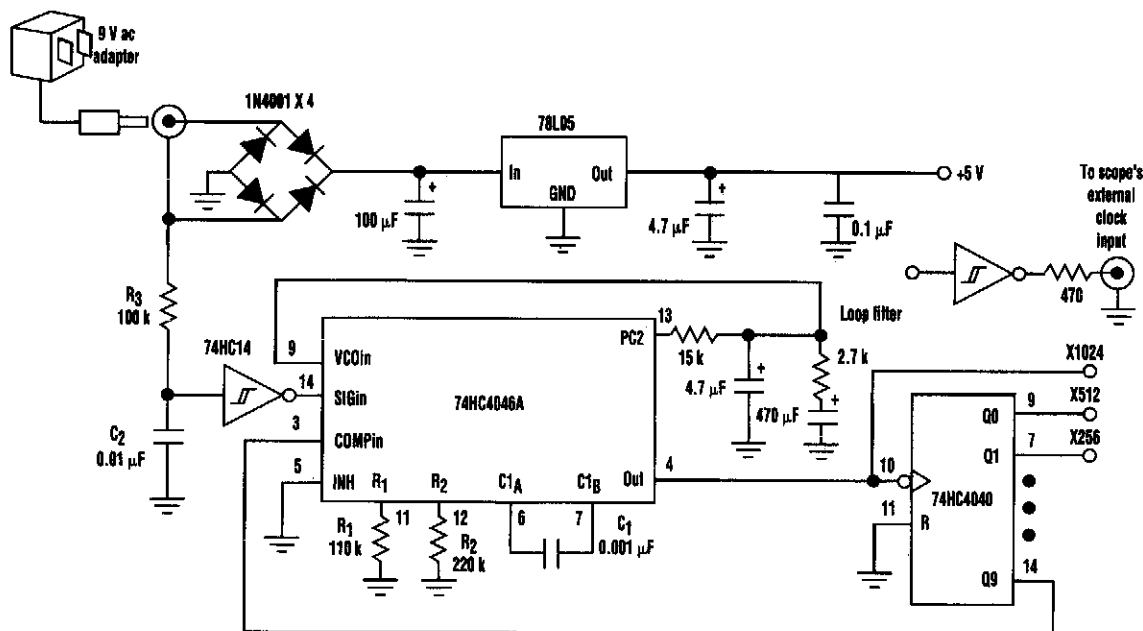 9 V ac
adapter
1N4001 X 4
78L05
In
Out
GND
+5 V
100 µF
4.7 µF
0.1 µF
To scope's
external
clock
input
470
R3
100 k
74HC14
9
VCOin
14
SIGin
3
COMPin
5
INH
74HC4046A
PC2
13
15 k
Loop filter
2.7 k
4.7 µF
470 µF
C2
0.01 µF
R1
R2
C1A
C1B
Out
4
11
12
6
7
R1
110 k
R2
220 k
C1
0.001 µF
X1024
X512
X256
9
Q0
7
Q1
10
74HC4040
11
R
Q9
14